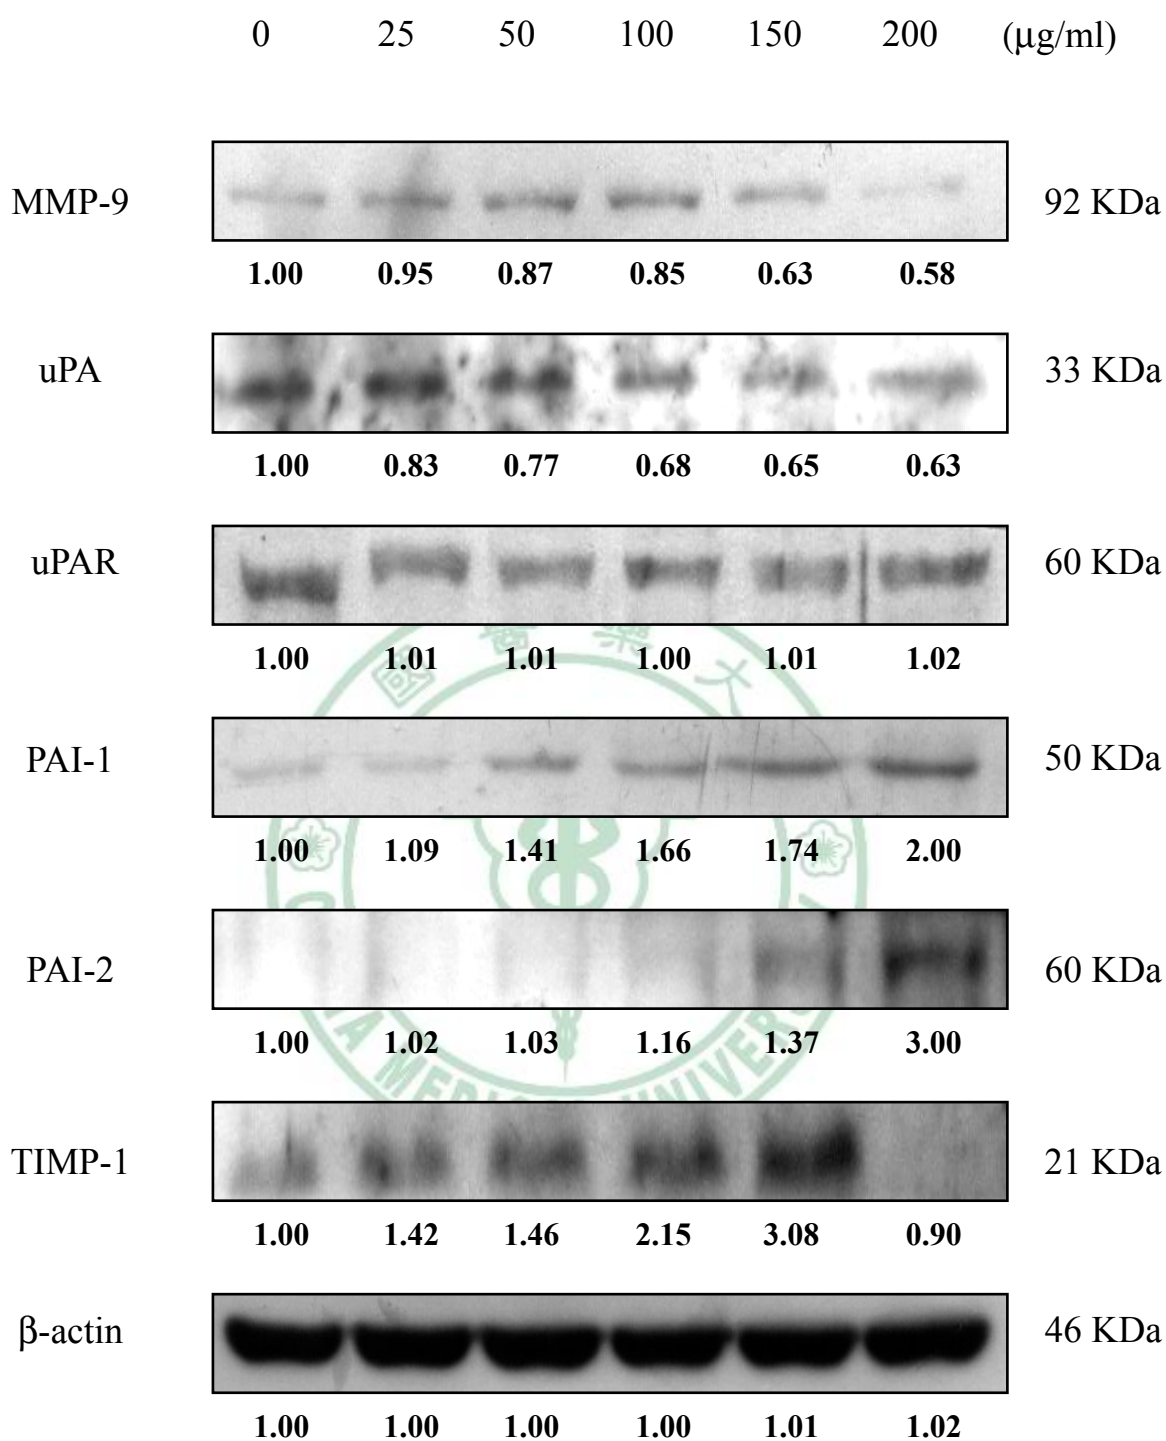 0 25 50 100 150 200 (μg/ml)
MMP-9 92 KDa
1.00 0.95 0.87 0.85 0.63 0.58
uPA 33 KDa
1.00 0.83 0.77 0.68 0.65 0.63
uPAR 60 KDa
國 醫 藥 大
1.00 1.01 1.01 1.00 1.01 1.02
PAI-1 50 KDa
1.00 1.09 1.41 1.66 1.74 2.00
PAI-2 60 KDa
1.00 1.02 1.03 1.16 1.37 3.00
TIMP-1 21 KDa
1.00 1.42 1.46 2.15 3.08 0.90
β-actin 46 KDa
1.00 1.00 1.00 1.00 1.01 1.02